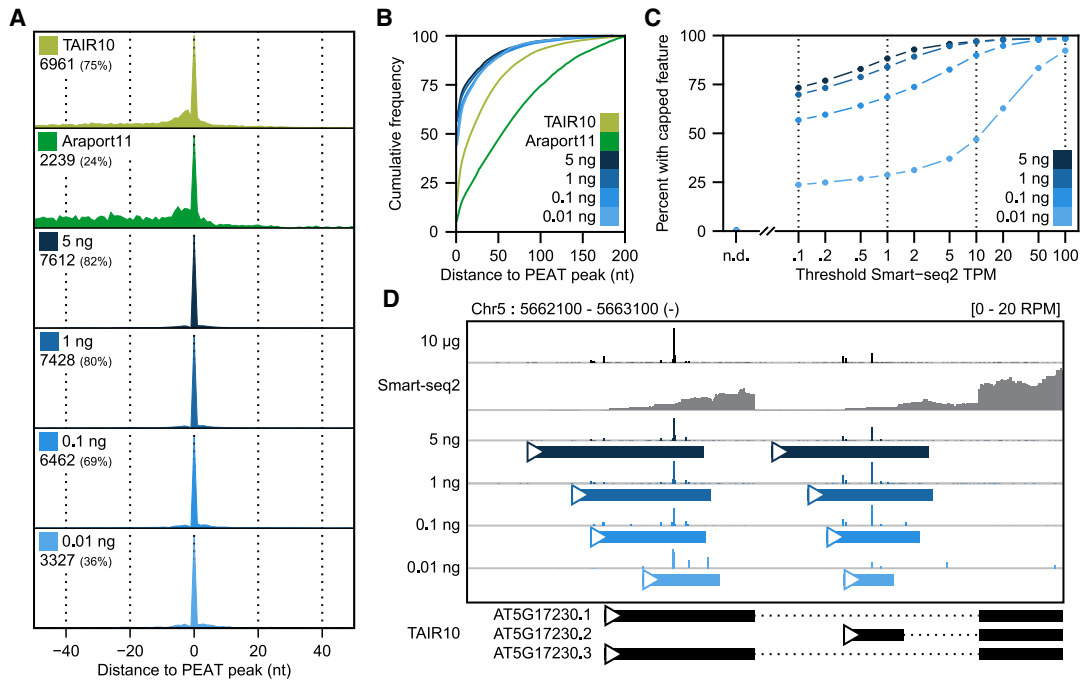 A
TAIR10
6961 (75%)
Araport11
2239 (24%)
5 ng
7612 (82%)
1 ng
7428 (80%)
0.1 ng
6462 (69%)
0.01 ng
3327 (36%)
−40 −20 0 20 40
Distance to PEAT peak (nt)
B
Cumulative frequency
100
75
50
25
0
TAIR10
Araport11
5 ng
1 ng
0.1 ng
0.01 ng
0 50 100 150 200
Distance to PEAT peak (nt)
C
Percent with capped feature
100
75
50
25
0
5 ng
1 ng
0.1 ng
0.01 ng
n.d. .1 .2 .5 1 2 5 10 20 50 100
Threshold Smart−seq2 TPM
D
Chr5 : 5662100 - 5663100 (-) [0 - 20 RPM]
10 µg
Smart-seq2
5 ng
1 ng
0.1 ng
0.01 ng
TAIR10
AT5G17230.1
AT5G17230.2
AT5G17230.3